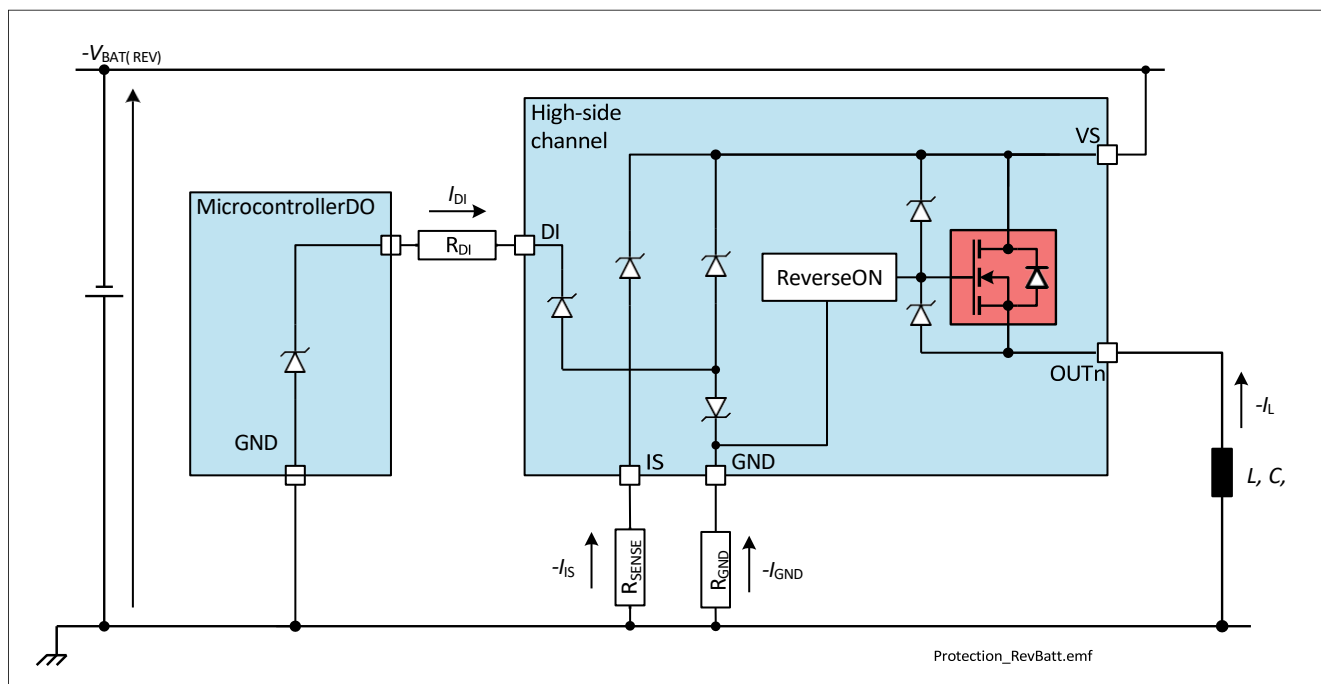 -VBAT(REV)
High-side
channel
VS
MicrocontrollerDO
IDI
RDI
DI
ReverseON
OUTn
-IL
GND
IS
GND
L, C,
-IIS
RSENSE
RGND
-IGND
Protection_RevBatt.emf